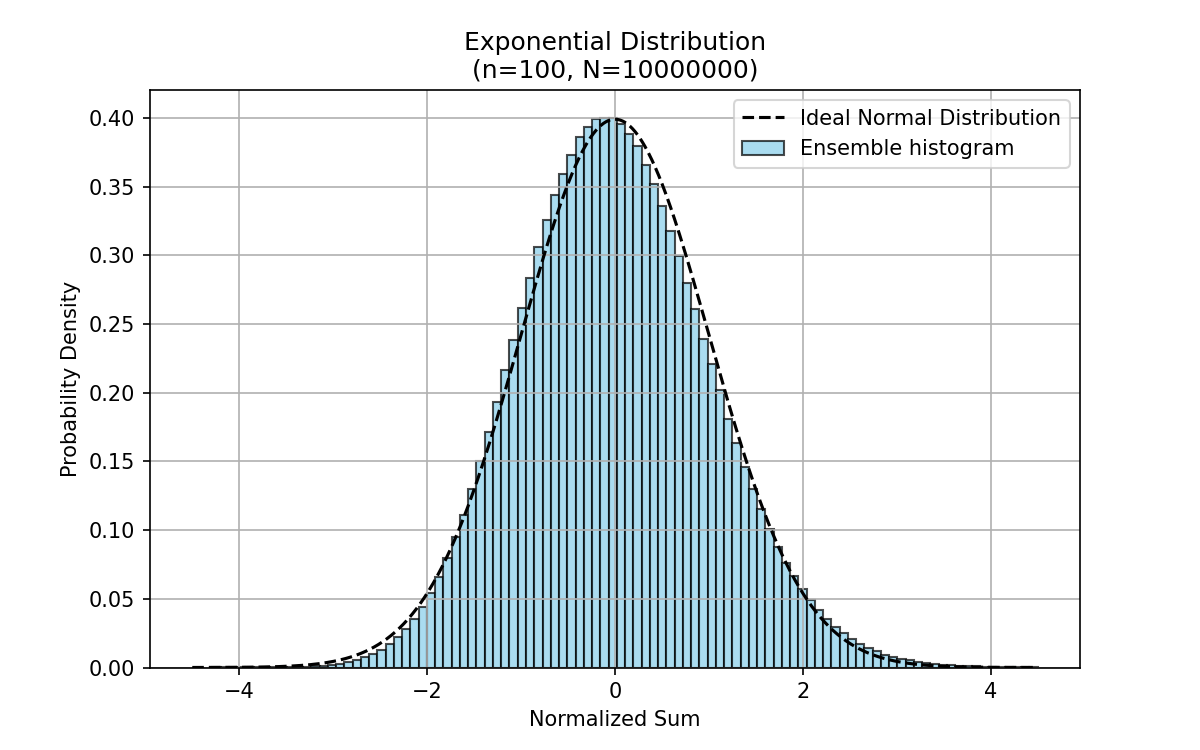 Exponential Distribution
(n=100, N=10000000)
Ideal Normal Distribution
Ensemble histogram
Probability Density
0.40
0.35
0.30
0.25
0.20
0.15
0.10
0.05
0.00
−4
−2
0
2
4
Normalized Sum